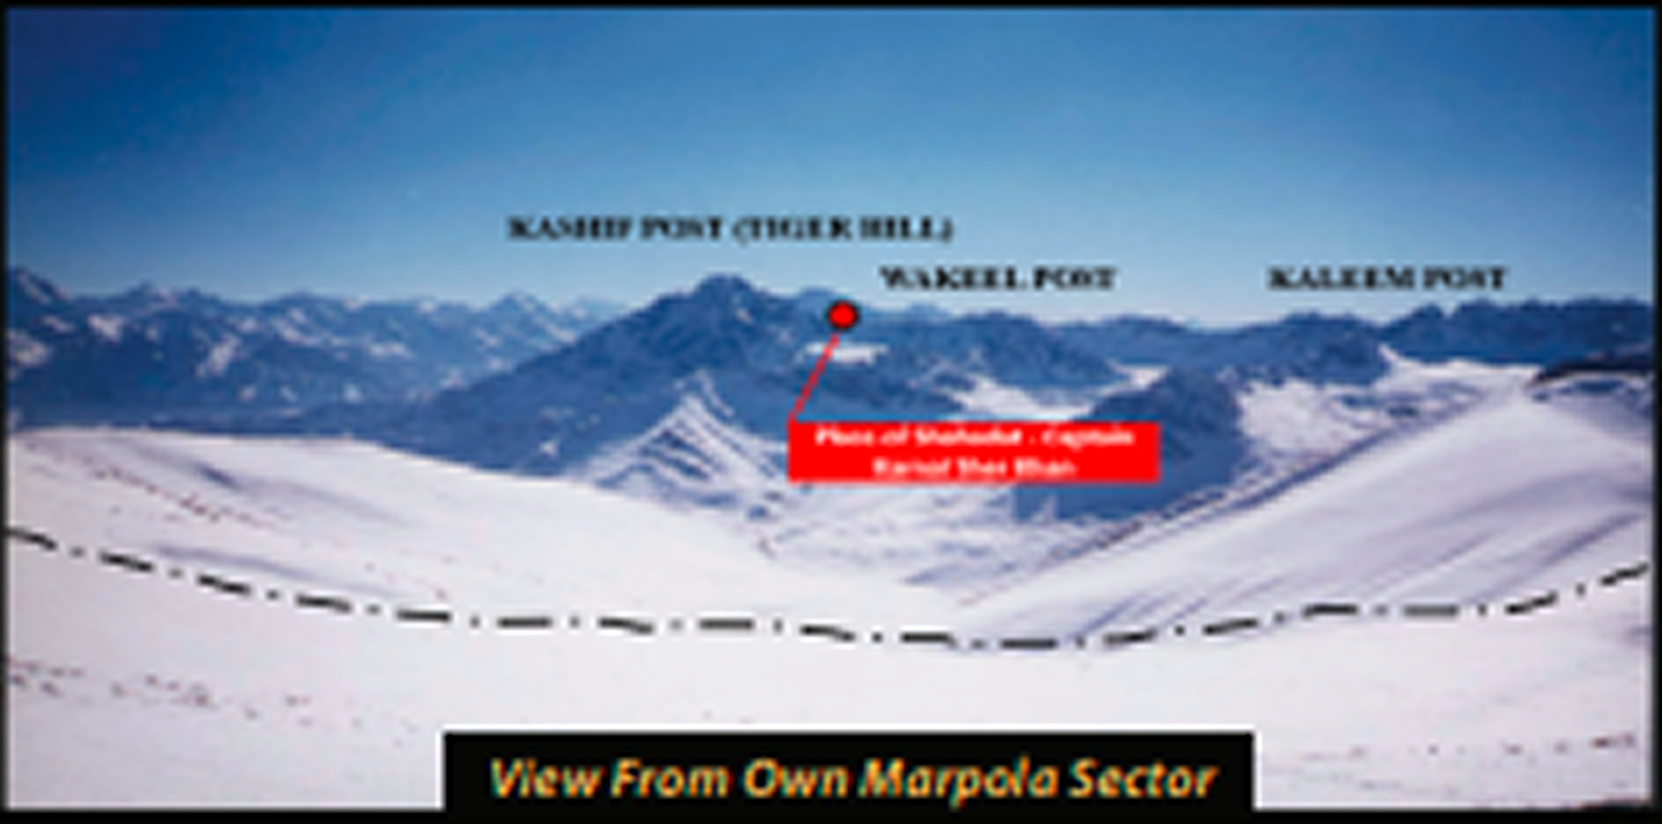 KASHIF POST (TIGER HILL)
WAKEEL POST
KALEEM POST
Place of Shahadat - Captain
Karnal Sher Khan
View From Own Marpola Sector